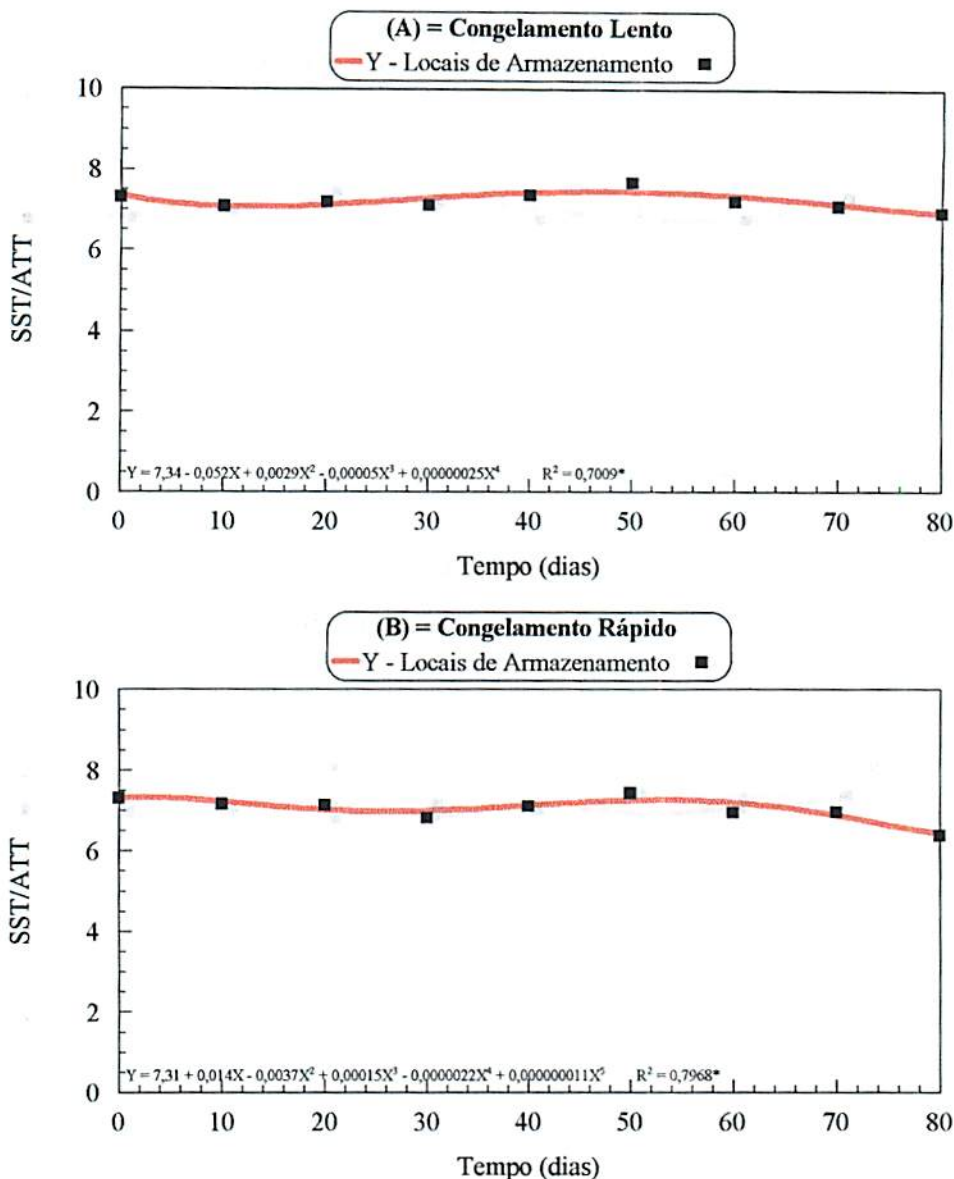 (A) = Congelamento Lento
Y - Locais de Armazenamento
10
8
6
4
2
0
SST/ATT
Y = 7,34 - 0,052X + 0,0029X² - 0,00005X³ + 0,00000025X⁴ R² = 0,7009*
0 10 20 30 40 50 60 70 80
Tempo (dias)
(B) = Congelamento Rápido
Y - Locais de Armazenamento
10
8
6
4
2
0
SST/ATT
Y = 7,31 + 0,014X - 0,0037X² + 0,00015X³ - 0,0000022X⁴ + 0,000000011X⁵ R² = 0,7968*
0 10 20 30 40 50 60 70 80
Tempo (dias)